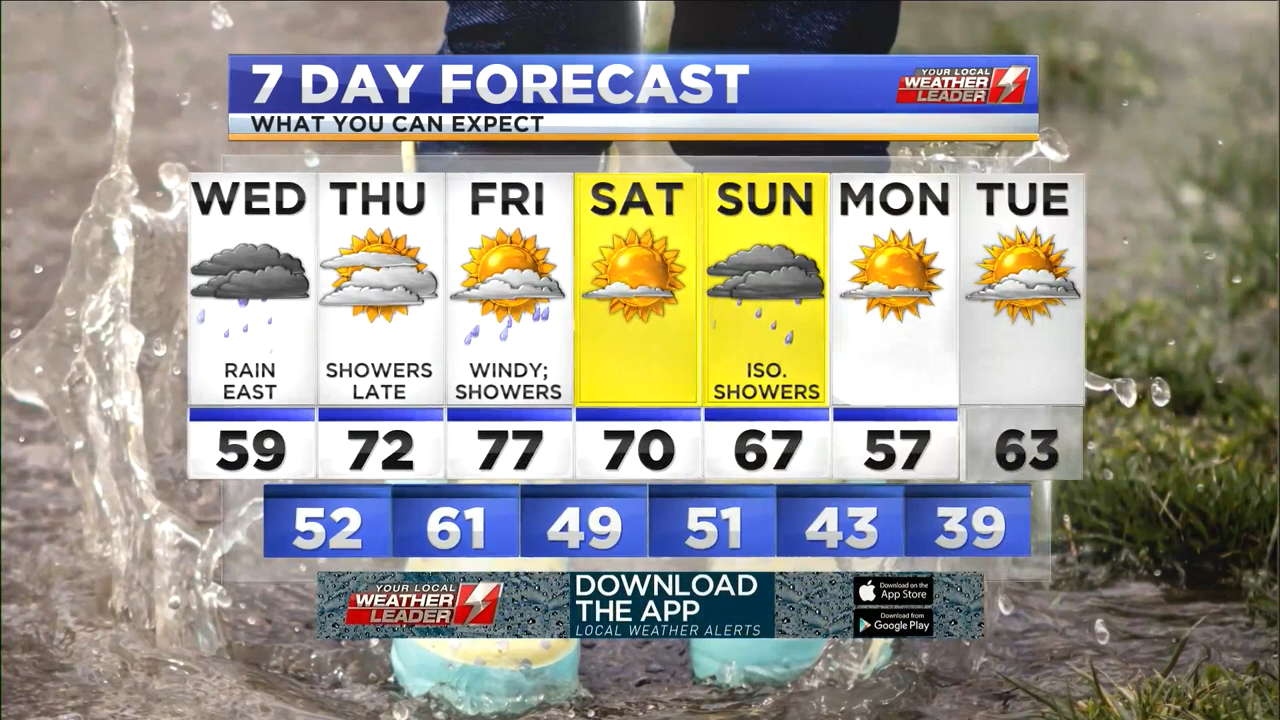 7 DAY FORECAST
YOUR LOCAL
WEATHER
LEADER
WHAT YOU CAN EXPECT
WED THU FRI SAT SUN MON TUE
RAIN EAST
SHOWERS LATE
WINDY; SHOWERS
ISO. SHOWERS
59 72 77 70 67 57 63
52 61 49 51 43 39
YOUR LOCAL
WEATHER
LEADER
DOWNLOAD
THE APP
LOCAL WEATHER ALERTS
Download on the
App Store
Download from
Google Play